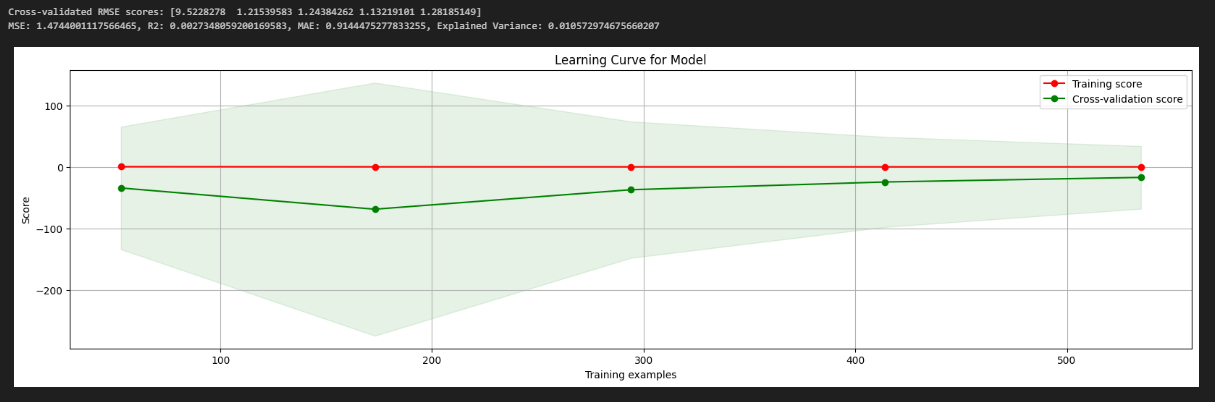 Cross-validated RMSE scores: [9.5228278  1.21539583 1.24384262 1.13219101 1.28185149]
MSE: 1.4744001117566465, R2: 0.0027348059200169583, MAE: 0.9144475277833255, Explained Variance: 0.010572974675660207
Learning Curve for Model
Training score
Cross-validation score
100
0
−100
−200
Score
100
200
300
400
500
Training examples